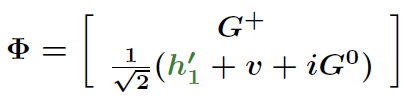 Φ = [ G⁺
1/√2 (h′₁ + v + iG⁰) ]